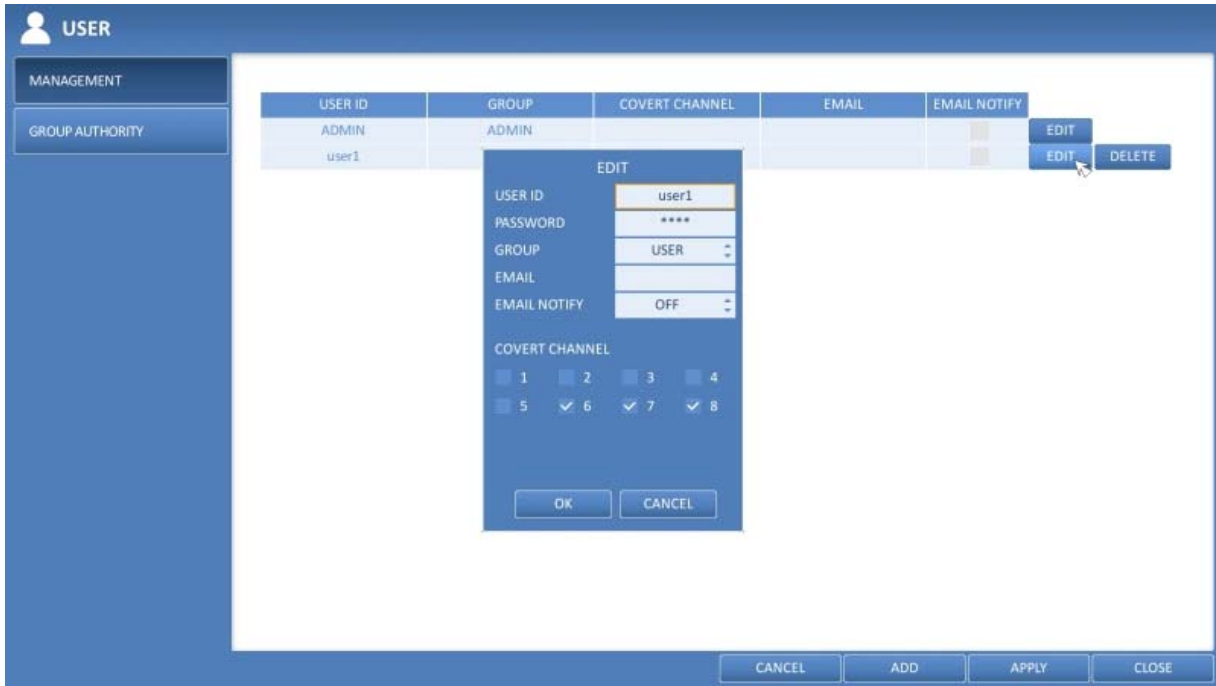 USER
MANAGEMENT
GROUP AUTHORITY
USER ID GROUP COVERT CHANNEL EMAIL EMAIL NOTIFY
ADMIN ADMIN EDIT
user1 EDIT DELETE
EDIT
USER ID user1
PASSWORD ****
GROUP USER
EMAIL
EMAIL NOTIFY OFF
COVERT CHANNEL
1 2 3 4
5 6 7 8
OK CANCEL
CANCEL ADD APPLY CLOSE